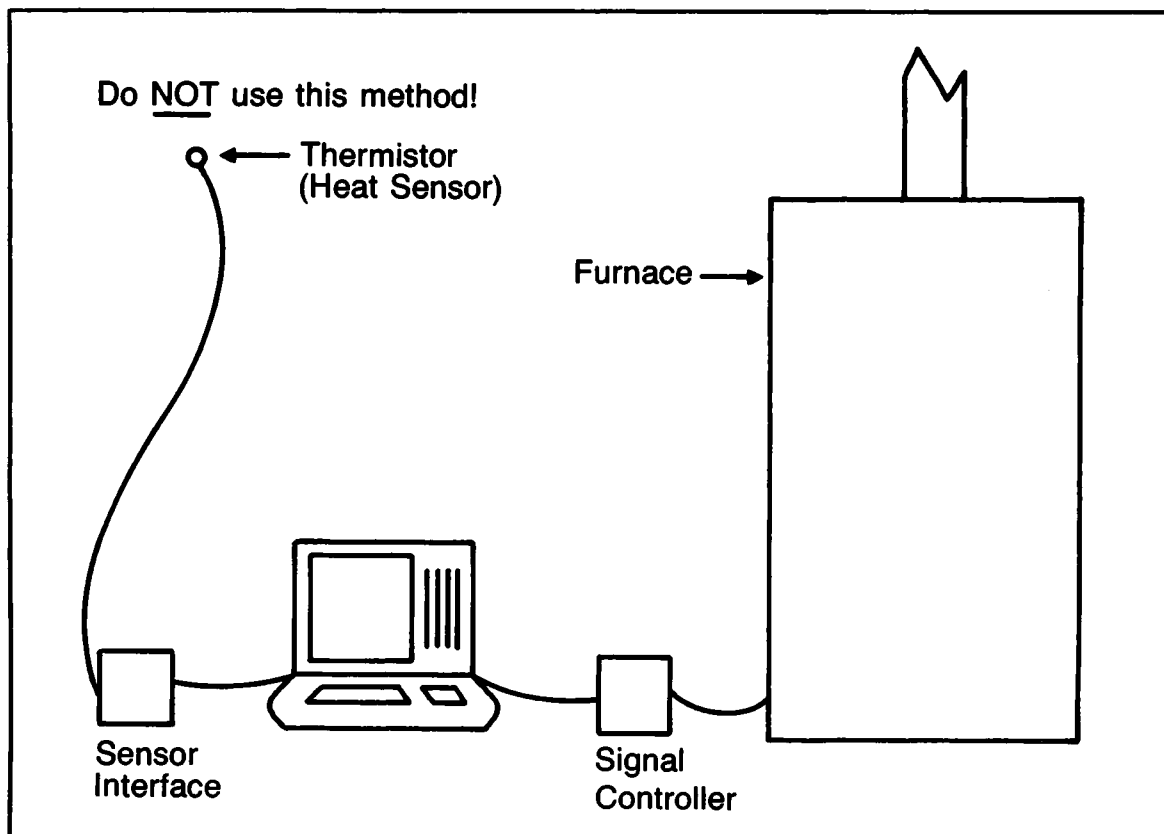 Do NOT use this method!
Thermistor
(Heat Sensor)
Furnace
Sensor
Interface
Signal
Controller